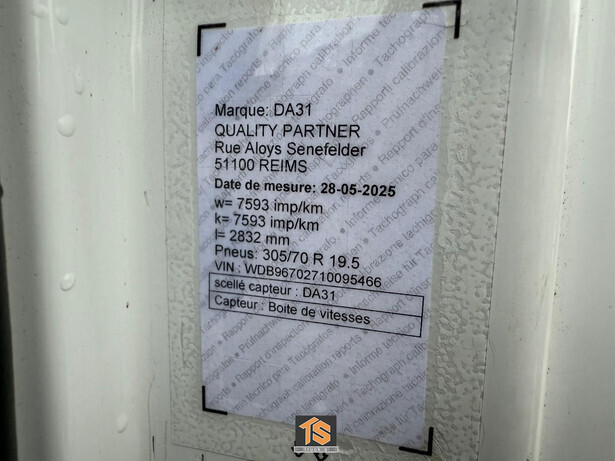 Marque: DA31
QUALITY PARTNER
Rue Aloys Senefelder
51100 REIMS
Date de mesure: 28-05-2025
w= 7593 imp/km
k= 7593 imp/km
l= 2832 mm
Pneus: 305/70 R 19.5
VIN : WDB96702710095466
scellé capteur : DA31
Capteur : Boite de vitesses
TS